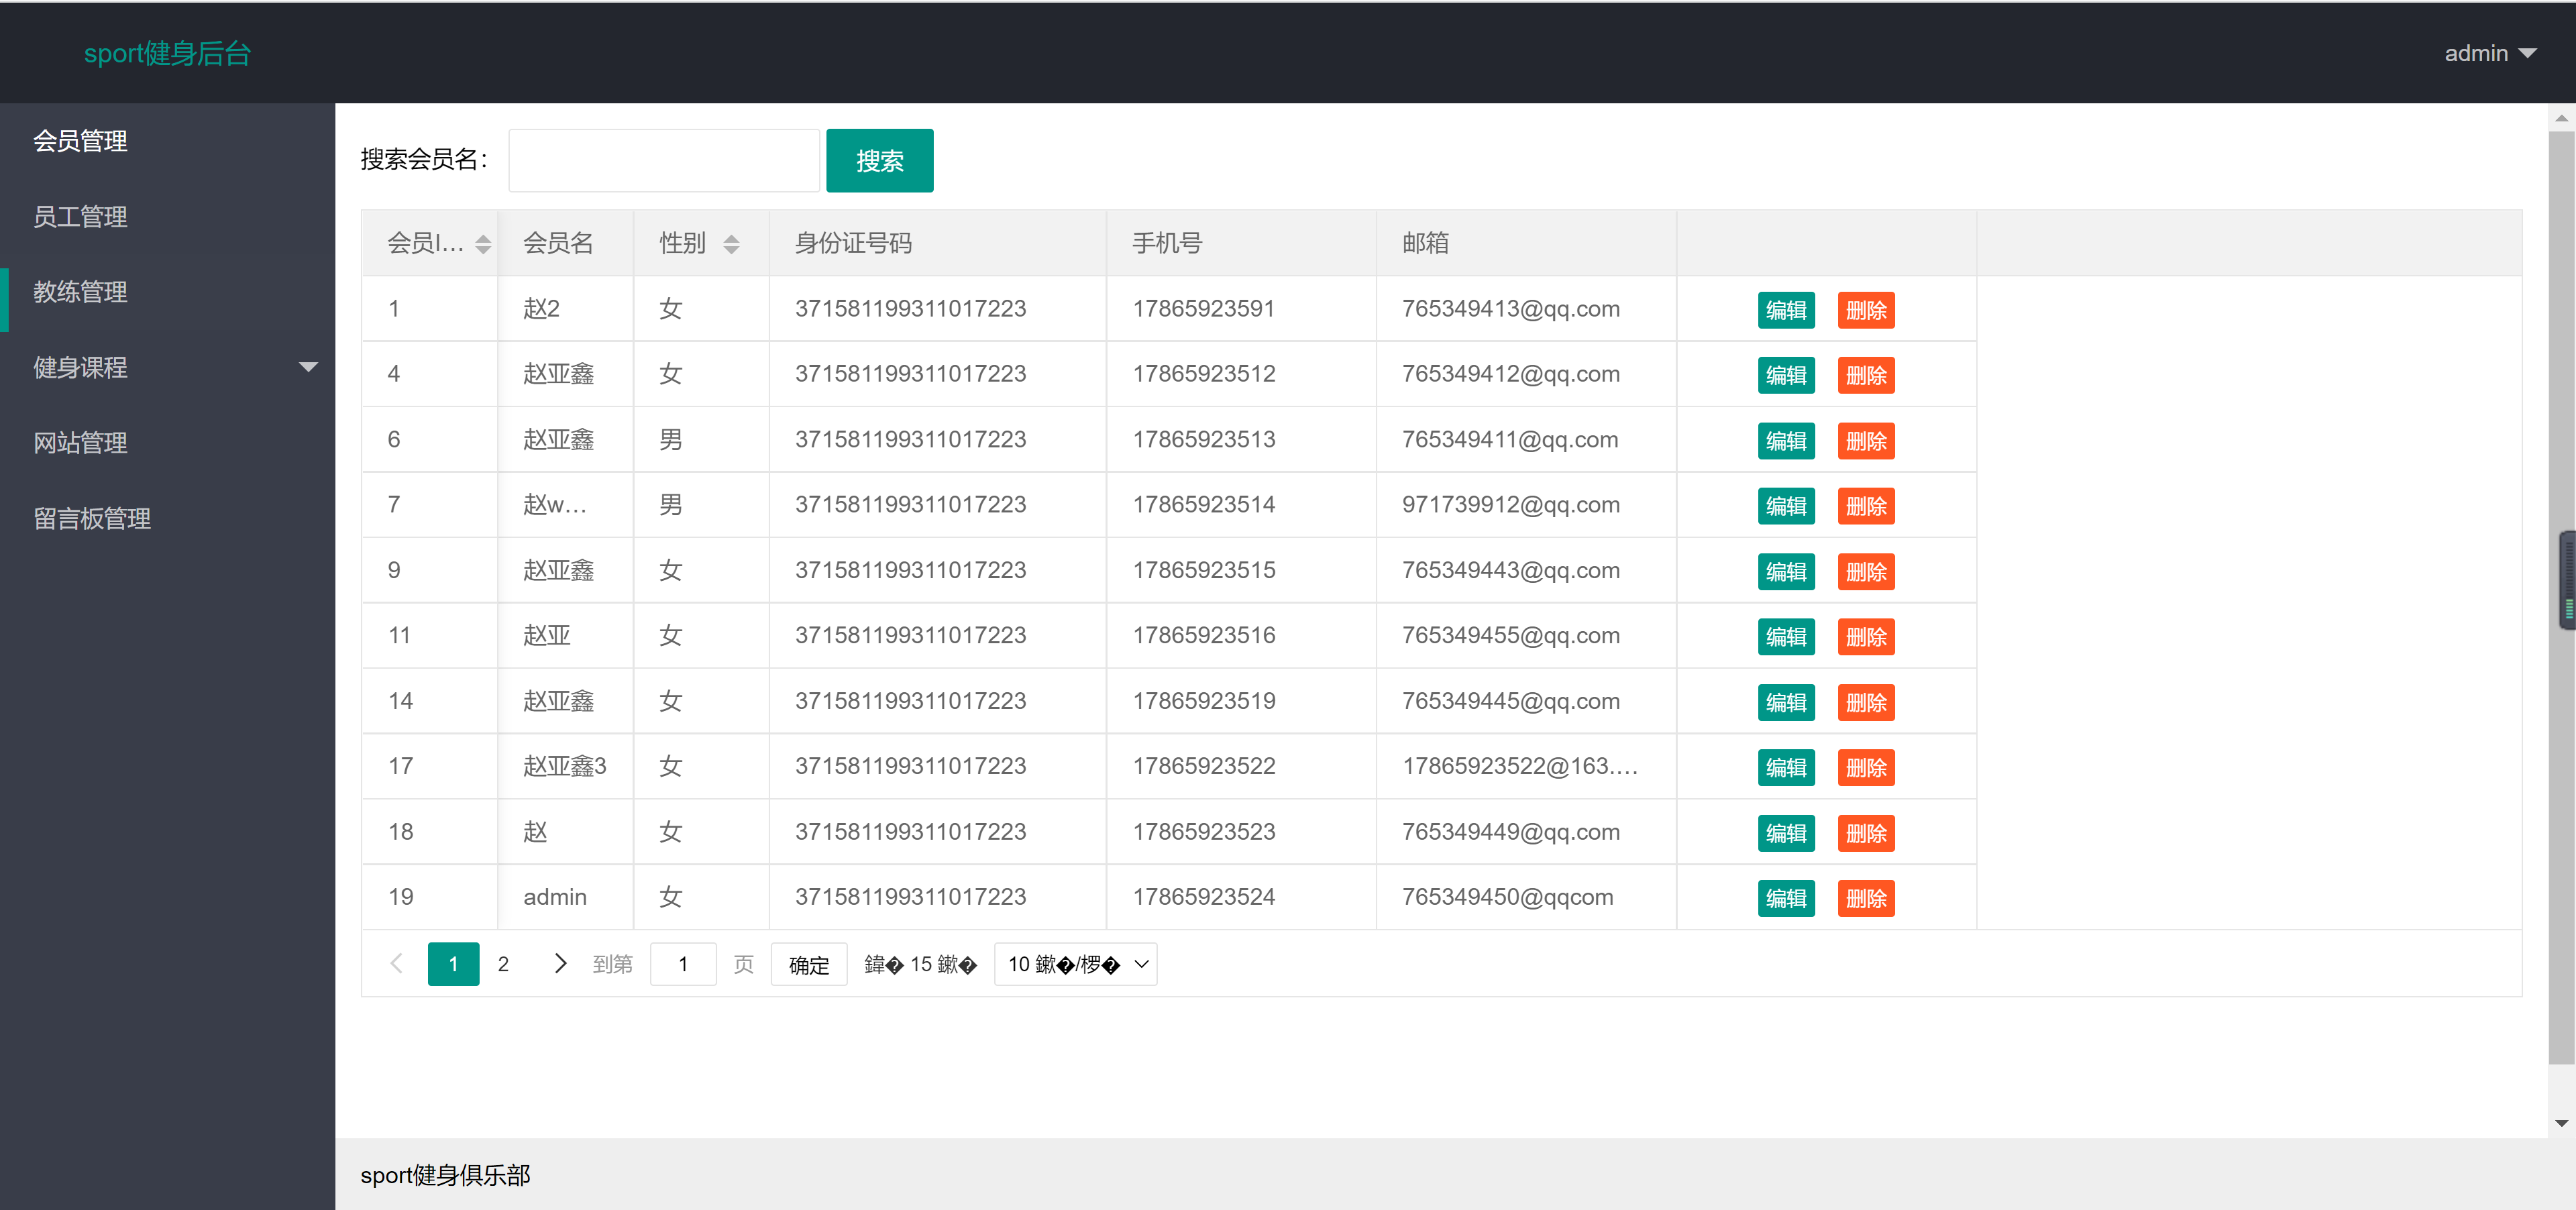 sport健身后台
admin
会员管理
员工管理
教练管理
健身课程
网站管理
留言板管理
搜索会员名：
搜索
会员I... 会员名 性别 身份证号码 手机号 邮箱
1 赵2 女 371581199311017223 17865923591 765349413@qq.com 编辑 删除
4 赵亚鑫 女 371581199311017223 17865923512 765349412@qq.com 编辑 删除
6 赵亚鑫 男 371581199311017223 17865923513 765349411@qq.com 编辑 删除
7 赵w... 男 371581199311017223 17865923514 971739912@qq.com 编辑 删除
9 赵亚鑫 女 371581199311017223 17865923515 765349443@qq.com 编辑 删除
11 赵亚 女 371581199311017223 17865923516 765349455@qq.com 编辑 删除
14 赵亚鑫 女 371581199311017223 17865923519 765349445@qq.com 编辑 删除
17 赵亚鑫3 女 371581199311017223 17865923522 17865923522@163.... 编辑 删除
18 赵 女 371581199311017223 17865923523 765349449@qq.com 编辑 删除
19 admin 女 371581199311017223 17865923524 765349450@qqcom 编辑 删除
1 2 到第 1 页 确定 鍏� 15 鏉� 10 鏉�/椤�
sport健身俱乐部